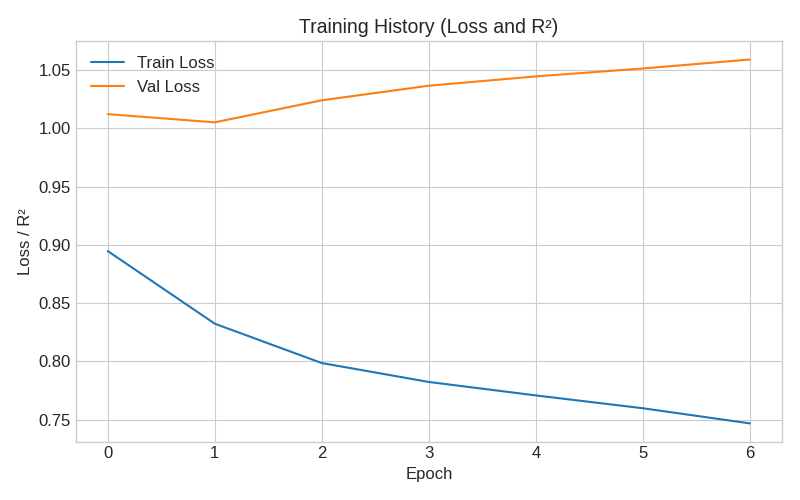 Training History (Loss and R²)
Train Loss
Val Loss
1.05
1.00
0.95
0.90
0.85
0.80
0.75
Loss / R²
0 1 2 3 4 5 6
Epoch